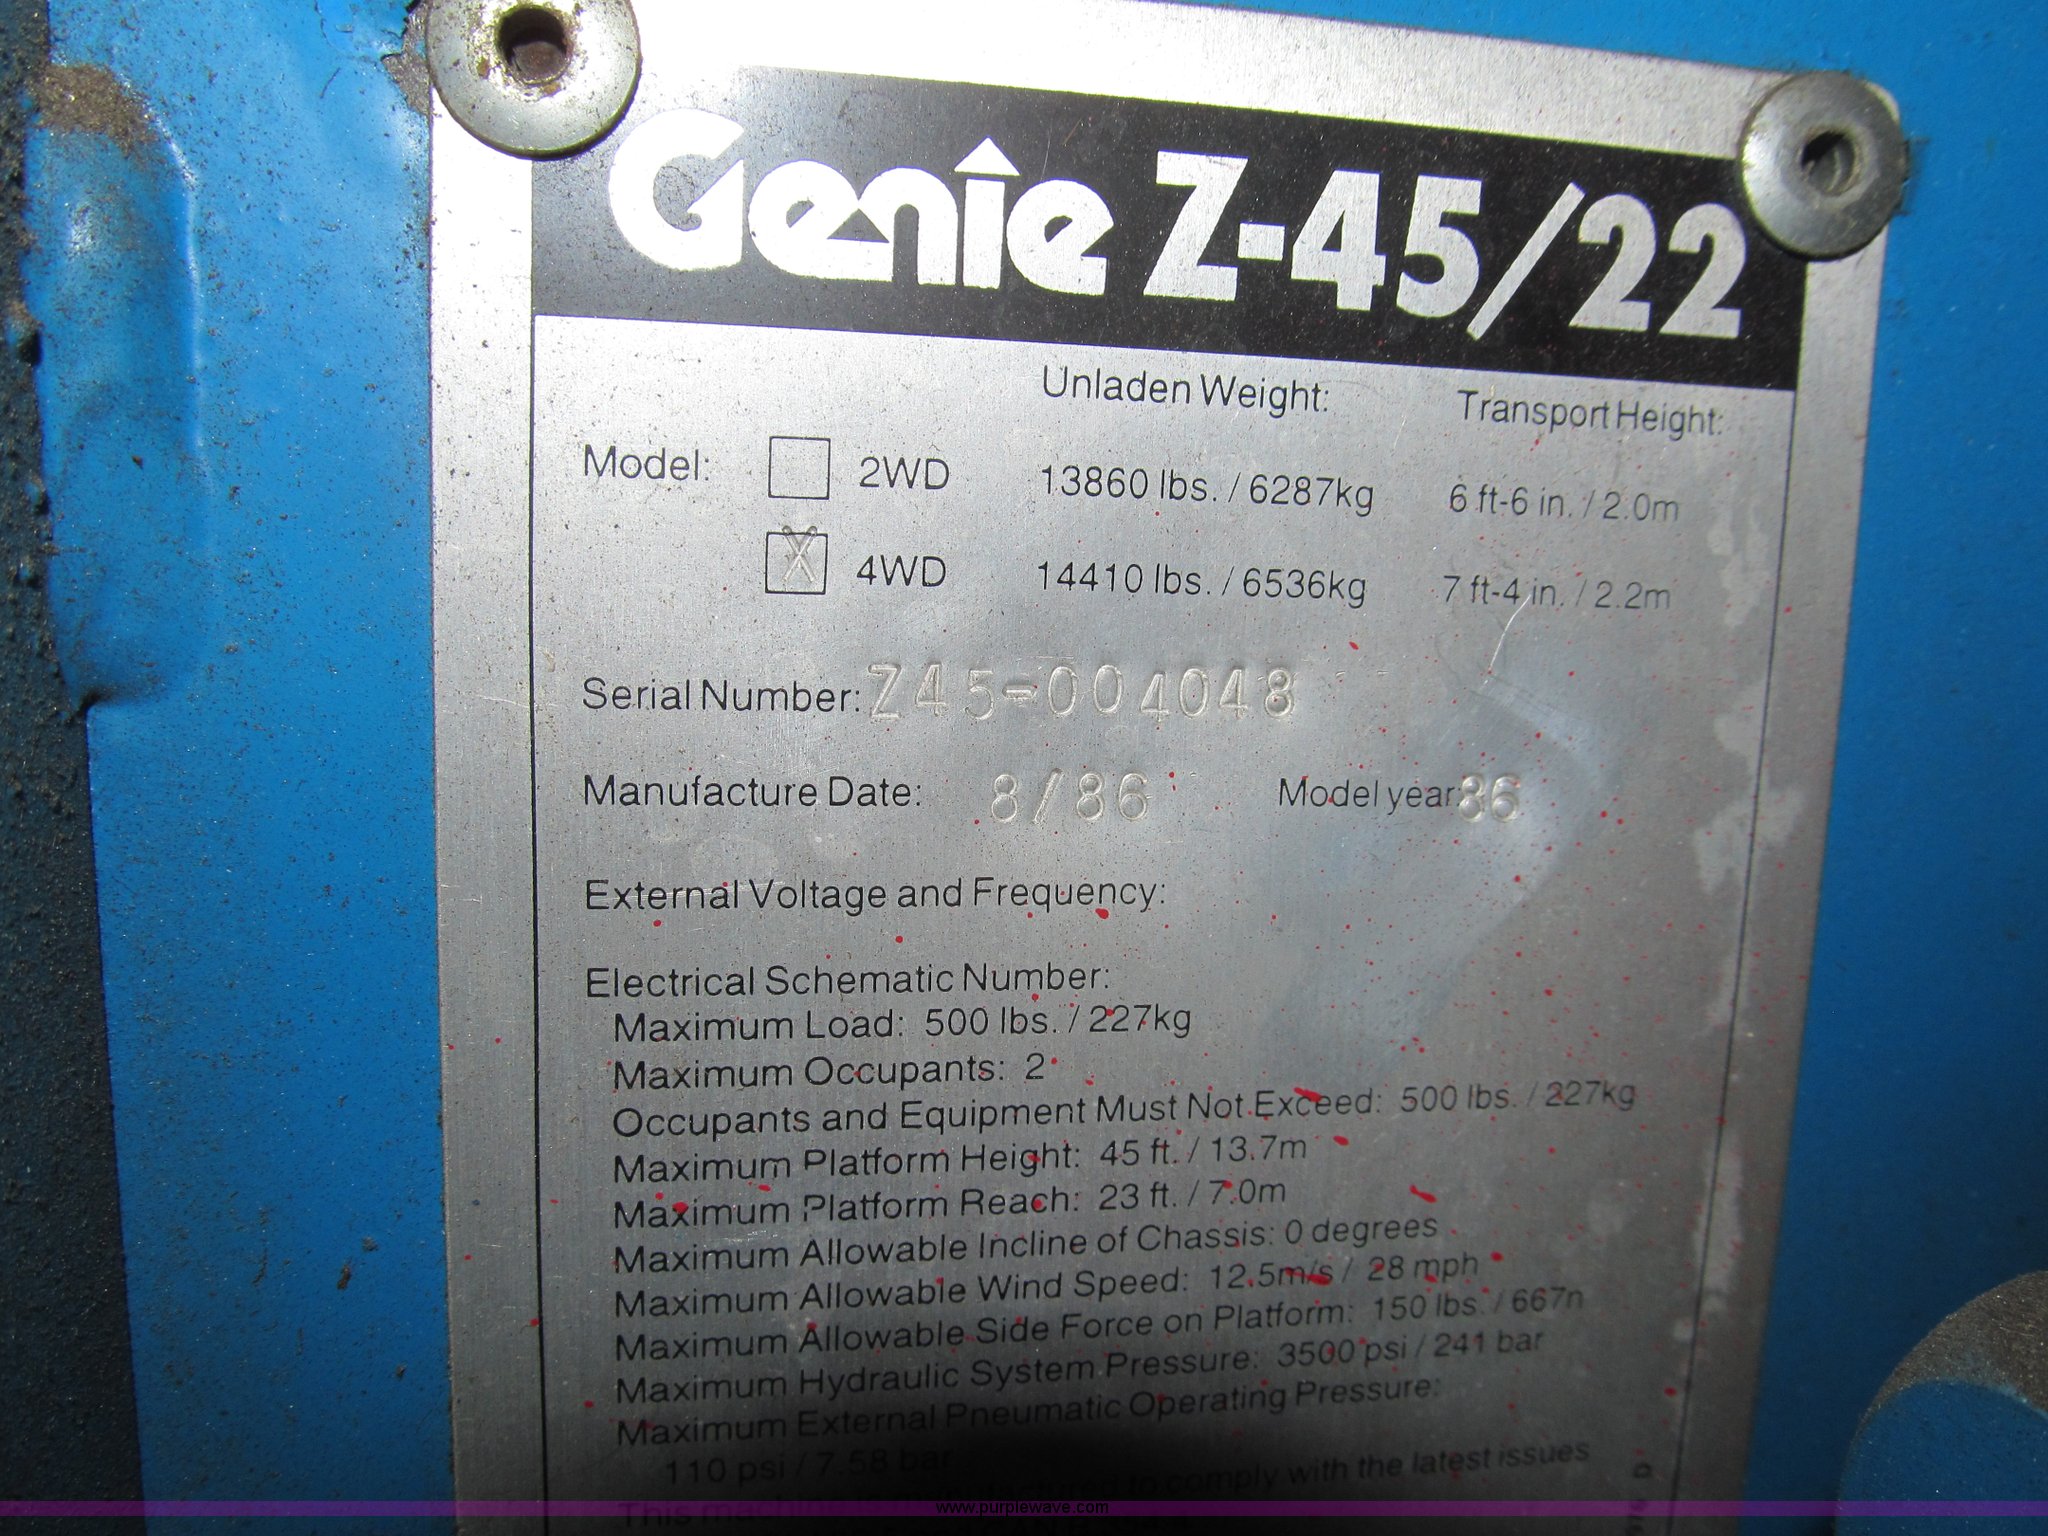 Genie Z-45/22
Unladen Weight: Transport Height:
Model: 2WD 13860 lbs. / 6287kg 6 ft-6 in. / 2.0m
X 4WD 14410 lbs. / 6536kg 7 ft-4 in. / 2.2m
Serial Number: Z45-004048
Manufacture Date: 8/86 Model year: 86
External Voltage and Frequency:
Electrical Schematic Number:
Maximum Load: 500 lbs. / 227kg
Maximum Occupants: 2
Occupants and Equipment Must Not Exceed: 500 lbs. / 227kg
Maximum Platform Height: 45 ft. / 13.7m
Maximum Platform Reach: 23 ft. / 7.0m
Maximum Allowable Incline of Chassis: 0 degrees
Maximum Allowable Wind Speed: 12.5m/s / 28 mph
Maximum Allowable Side Force on Platform: 150 lbs. / 667n
Maximum Hydraulic System Pressure: 3500 psi / 241 bar
Maximum External Pneumatic Operating Pressure:
110 psi / 7.58 bar
This machine is to comply with the latest issues
www.purplewave.com